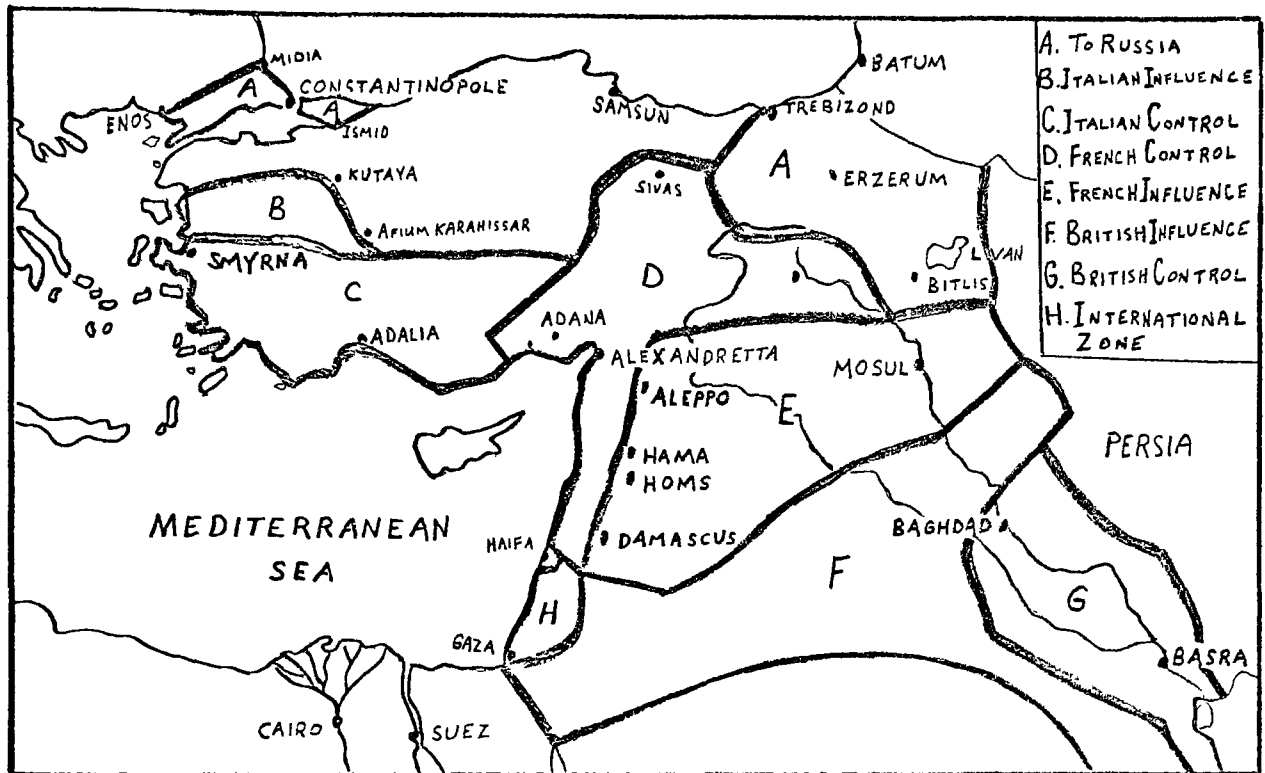 MIDIA
A
CONSTANTINOPOLE
A
ENOS
ISMID
SAMSUN
BATUM
TREBIZOND
A
ERZERUM
KUTAYA
SIVAS
B
AFIUM KARAHISSAR
SMYRNA
C
D
L. VAN
BITLIS
ADALIA
ADANA
ALEXANDRETTA
MOSUL
ALEPPO
E
HAMA
HOMS
PERSIA
MEDITERRANEAN
SEA
HAIFA
DAMASCUS
BAGHDAD
F
H
G
GAZA
BASRA
CAIRO
SUEZ
A. TO RUSSIA
B. ITALIAN INFLUENCE
C. ITALIAN CONTROL
D. FRENCH CONTROL
E. FRENCH INFLUENCE
F. BRITISH INFLUENCE
G. BRITISH CONTROL
H. INTERNATIONAL
ZONE